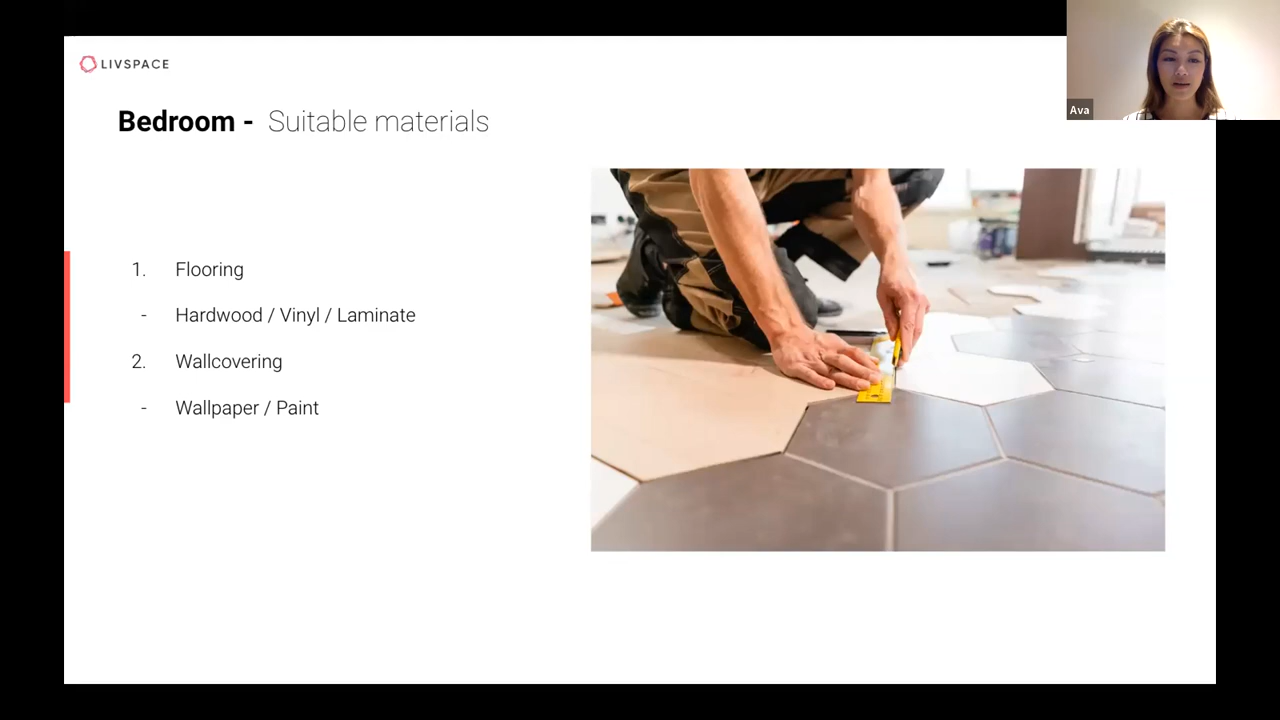 LIVSPACE
Bedroom - Suitable materials
Ava
1. Flooring
- Hardwood / Vinyl / Laminate
2. Wallcovering
- Wallpaper / Paint